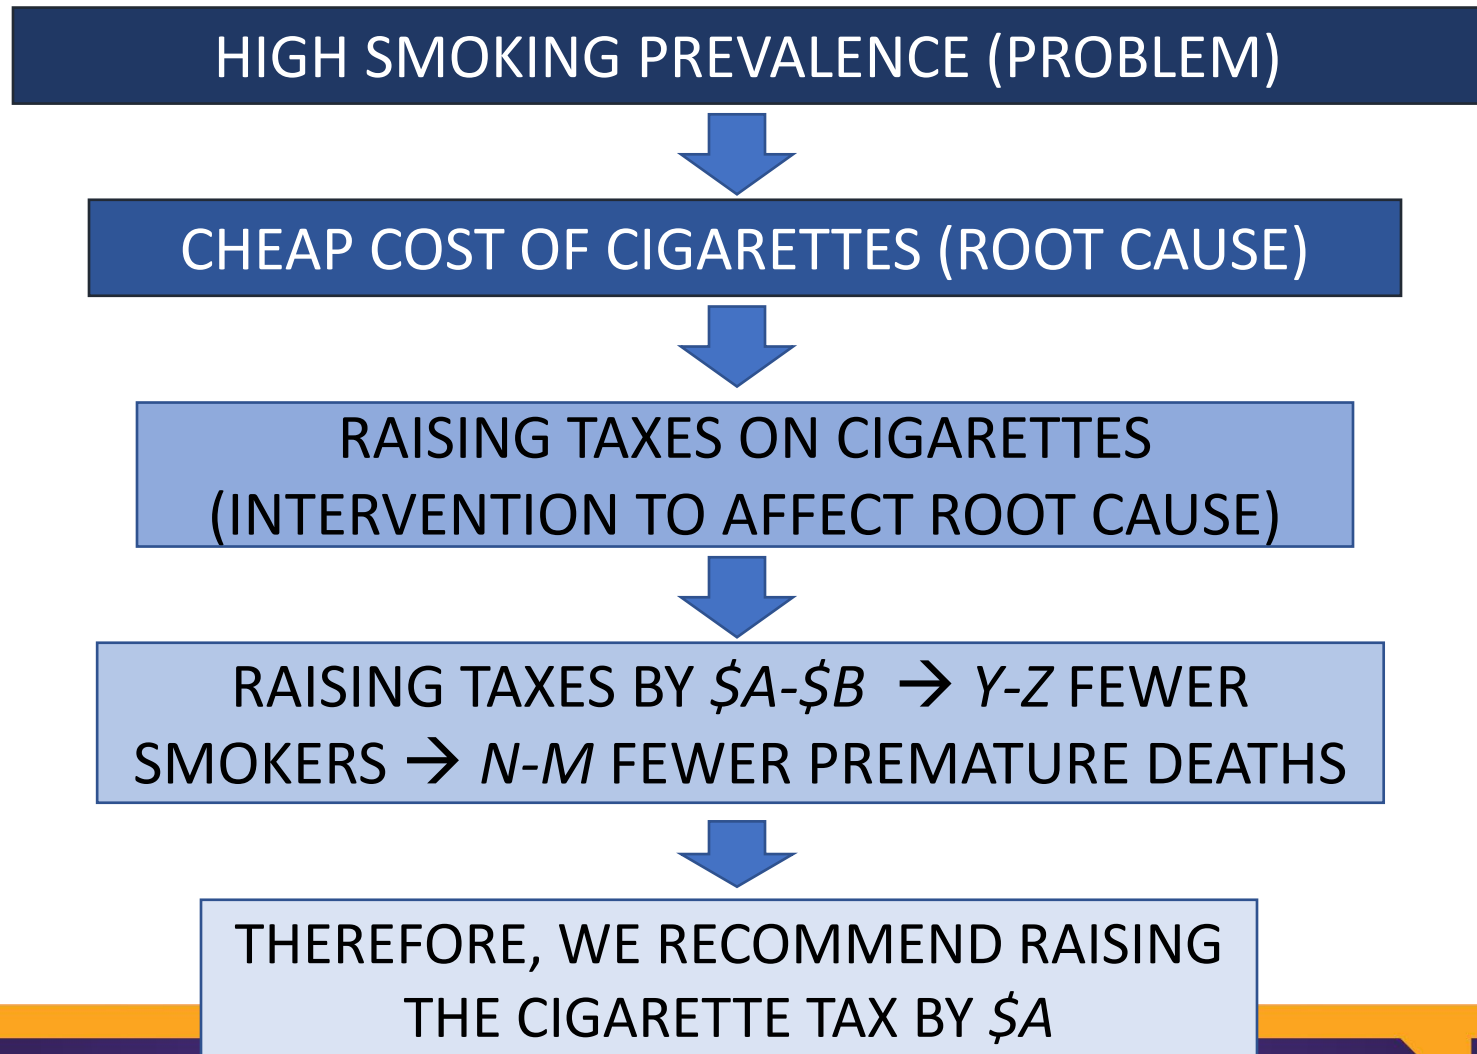 HIGH SMOKING PREVALENCE (PROBLEM)
CHEAP COST OF CIGARETTES (ROOT CAUSE)
RAISING TAXES ON CIGARETTES
(INTERVENTION TO AFFECT ROOT CAUSE)
RAISING TAXES BY $A-$B → Y-Z FEWER
SMOKERS → N-M FEWER PREMATURE DEATHS
THEREFORE, WE RECOMMEND RAISING
THE CIGARETTE TAX BY $A